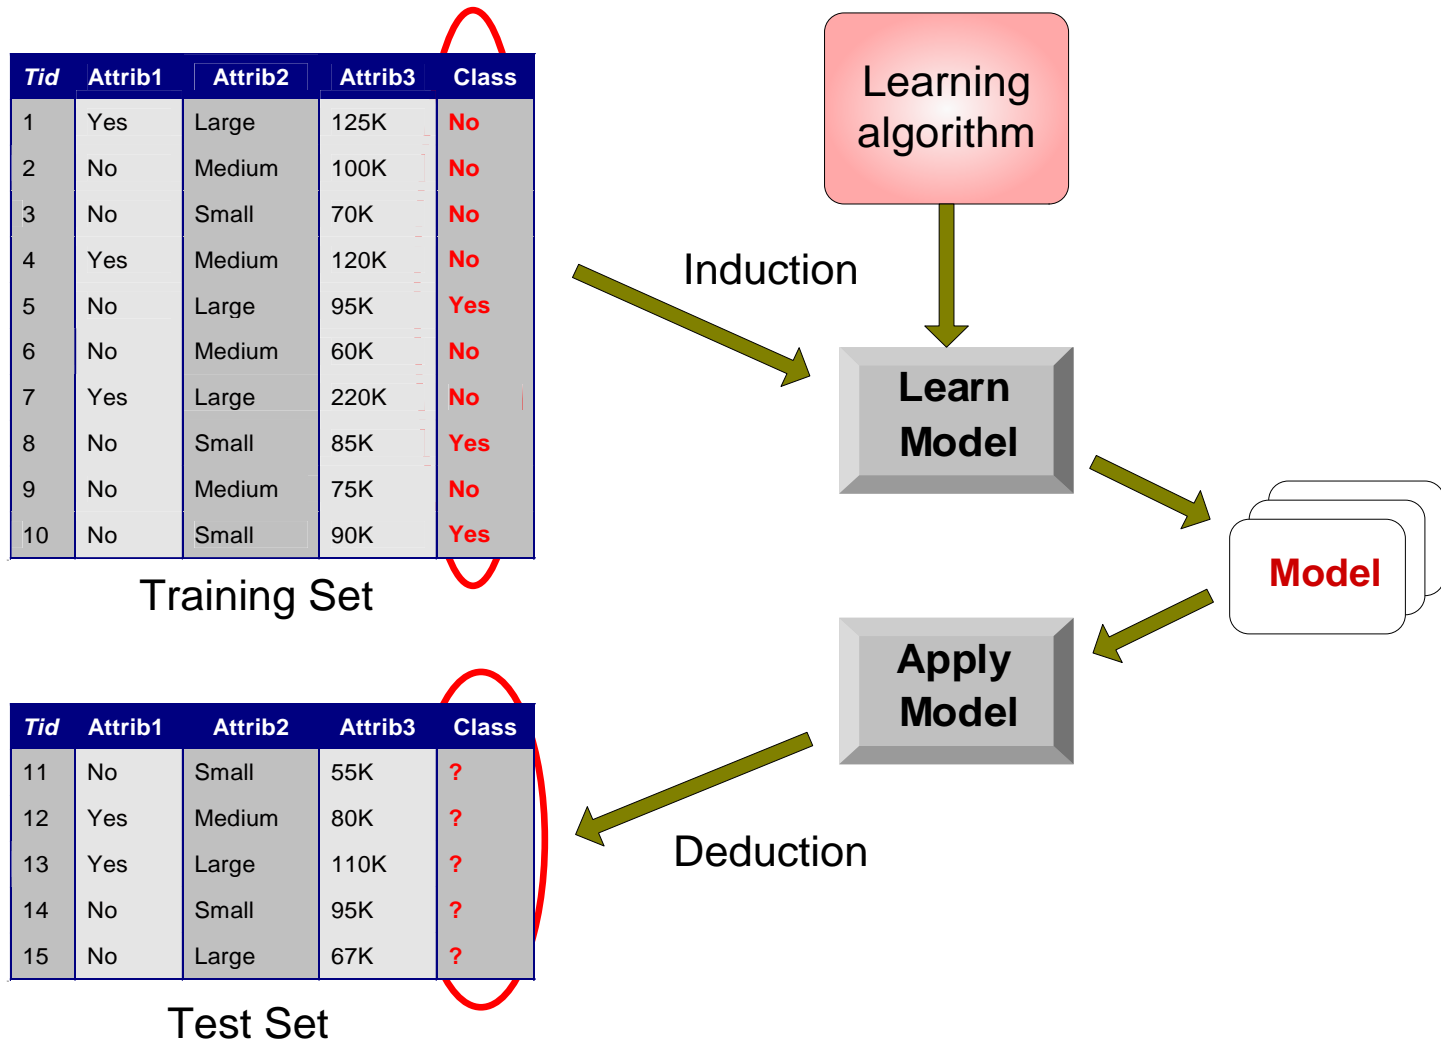 Tid Attrib1 Attrib2 Attrib3 Class
1 Yes Large 125K No
2 No Medium 100K No
3 No Small 70K No
4 Yes Medium 120K No
5 No Large 95K Yes
6 No Medium 60K No
7 Yes Large 220K No
8 No Small 85K Yes
9 No Medium 75K No
10 No Small 90K Yes
Training Set
Learning
algorithm
Induction
Learn
Model
Model
Apply
Model
Deduction
Tid Attrib1 Attrib2 Attrib3 Class
11 No Small 55K ?
12 Yes Medium 80K ?
13 Yes Large 110K ?
14 No Small 95K ?
15 No Large 67K ?
Test Set